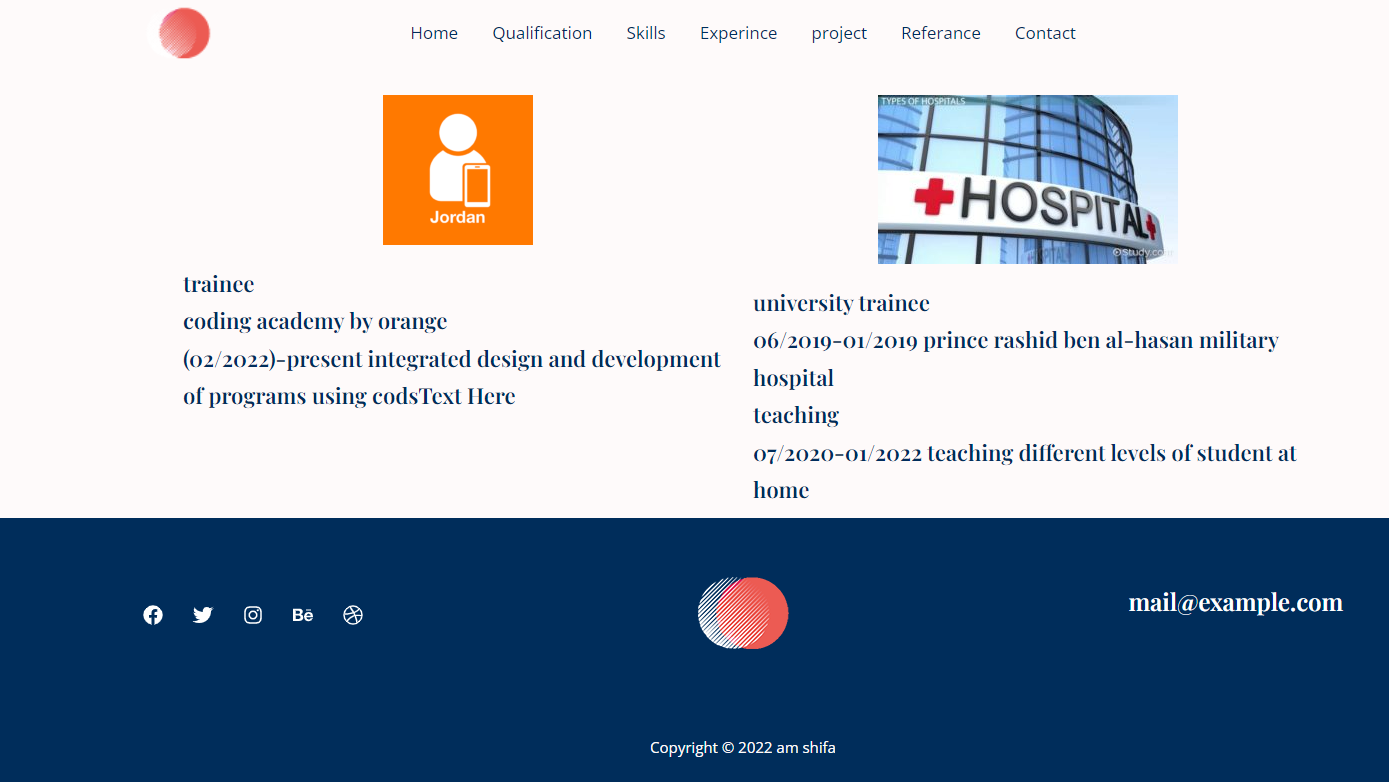 Home Qualification Skills Experince project Referance Contact
Jordan
trainee
coding academy by orange
(02/2022)-present integrated design and development
of programs using codsText Here
TYPES OF HOSPITALS
HOSPITAL
Study.com
university trainee
06/2019-01/2019 prince rashid ben al-hasan military
hospital
teaching
07/2020-01/2022 teaching different levels of student at
home
Bē
mail@example.com
Copyright © 2022 am shifa